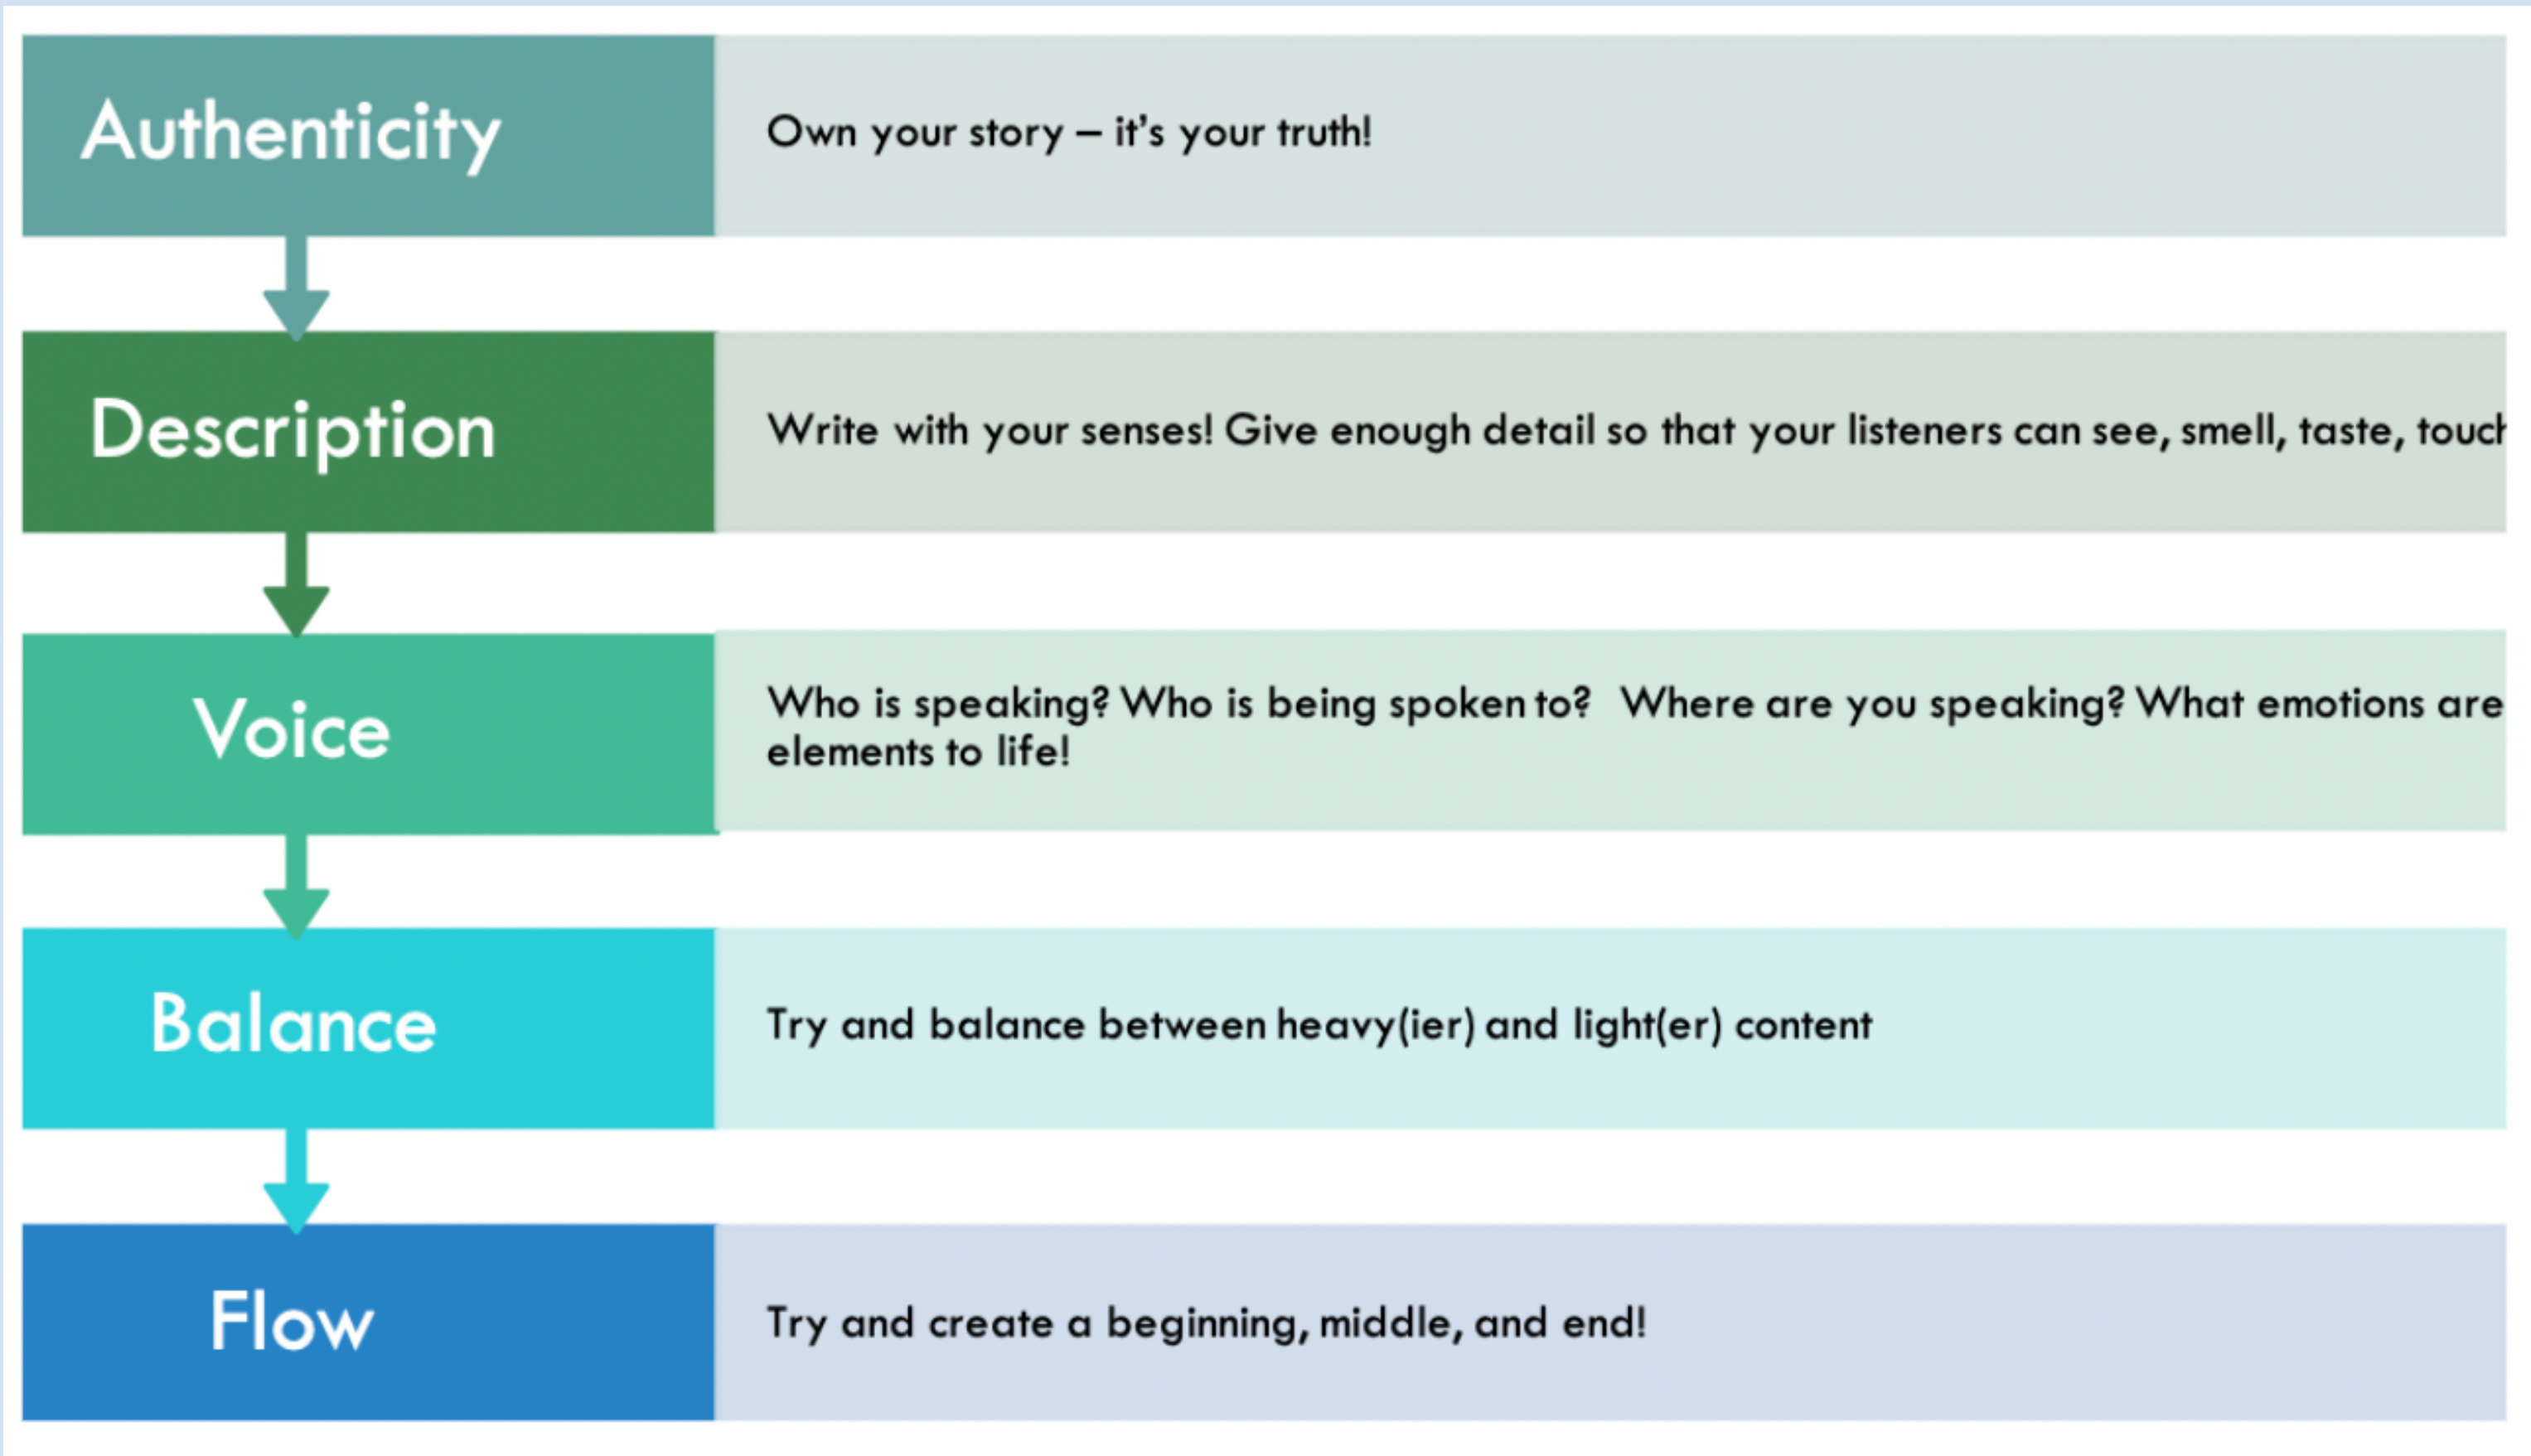 Authenticity
Own your story – it's your truth!
Description
Write with your senses! Give enough detail so that your listeners can see, smell, taste, touch
Voice
Who is speaking? Who is being spoken to? Where are you speaking? What emotions are
elements to life!
Balance
Try and balance between heavy(ier) and light(er) content
Flow
Try and create a beginning, middle, and end!